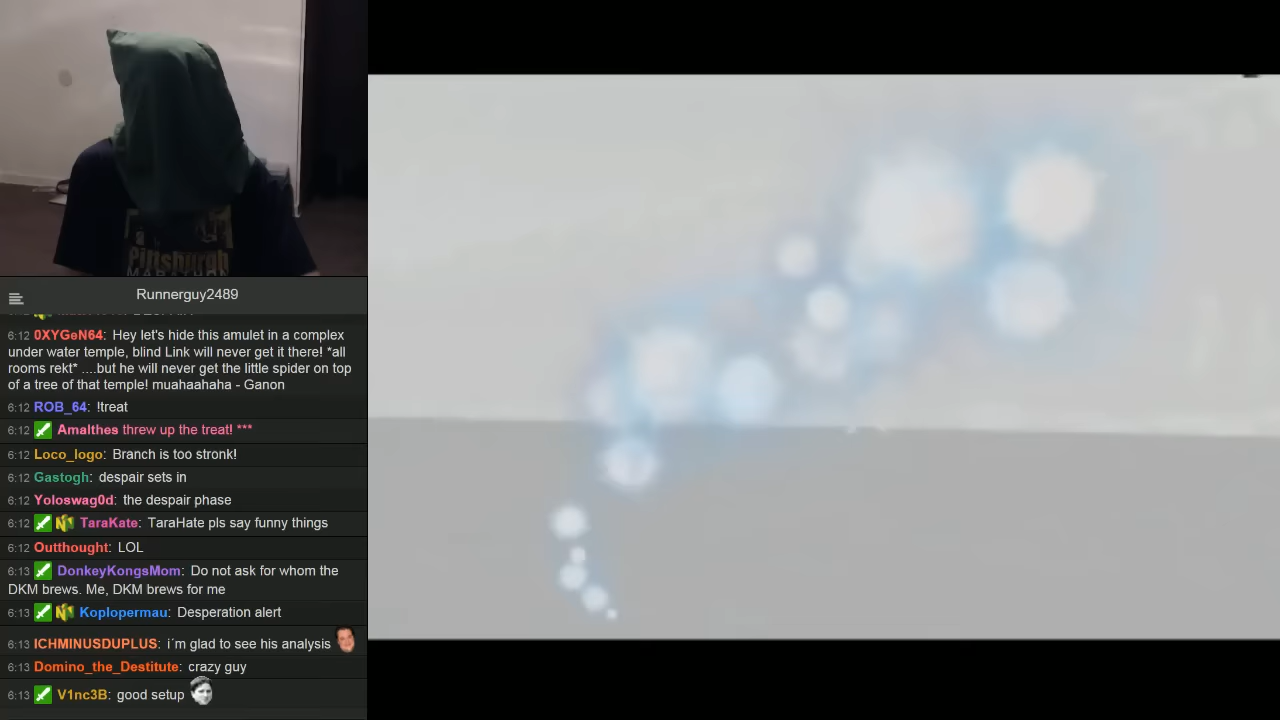 Pittsburgh
MARATHON
Runnerguy2489
6:12 0XYGeN64: Hey let's hide this amulet in a complex
under water temple, blind Link will never get it there! *all
rooms rekt* ....but he will never get the little spider on top
of a tree of that temple! muahaahaha - Ganon
6:12 ROB_64: !treat
6:12 Amalthes threw up the treat! ***
6:12 Loco_logo: Branch is too stronk!
6:12 Gastogh: despair sets in
6:12 Yoloswag0d: the despair phase
6:12 TaraKate: TaraHate pls say funny things
6:12 Outthought: LOL
6:13 DonkeyKongsMom: Do not ask for whom the
DKM brews. Me, DKM brews for me
6:13 Koplopermau: Desperation alert
6:13 ICHMINUSDUPLUS: i´m glad to see his analysis
6:13 Domino_the_Destitute: crazy guy
6:13 V1nc3B: good setup